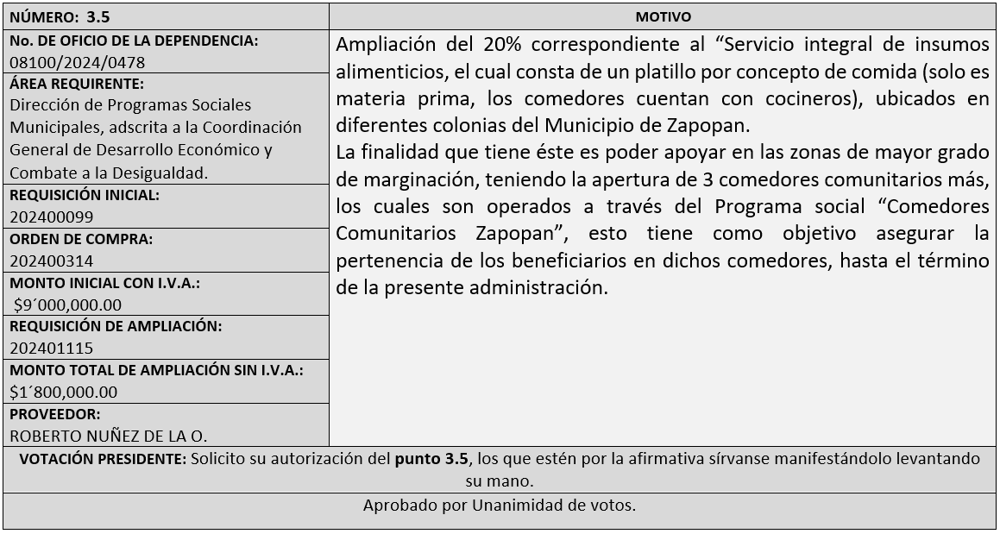 NÚMERO: 3.5
No. DE OFICIO DE LA DEPENDENCIA:
08100/2024/0478
ÁREA REQUIRENTE:
Dirección de Programas Sociales
Municipales, adscrita a la Coordinación
General de Desarrollo Económico y
Combate a la Desigualdad.
REQUISICIÓN INICIAL:
202400099
ORDEN DE COMPRA:
202400314
MONTO INICIAL CON I.V.A.:
$9´000,000.00
REQUISICIÓN DE AMPLIACIÓN:
202401115
MONTO TOTAL DE AMPLIACIÓN SIN I.V.A.:
$1´800,000.00
PROVEEDOR:
ROBERTO NUÑEZ DE LA O.
MOTIVO
Ampliación del 20% correspondiente al “Servicio integral de insumos
alimenticios, el cual consta de un platillo por concepto de comida (solo es
materia prima, los comedores cuentan con cocineros), ubicados en
diferentes colonias del Municipio de Zapopan.
La finalidad que tiene éste es poder apoyar en las zonas de mayor grado
de marginación, teniendo la apertura de 3 comedores comunitarios más,
los cuales son operados a través del Programa social “Comedores
Comunitarios Zapopan”, esto tiene como objetivo asegurar la
pertenencia de los beneficiarios en dichos comedores, hasta el término
de la presente administración.
VOTACIÓN PRESIDENTE: Solicito su autorización del punto 3.5, los que estén por la afirmativa sírvanse manifestándolo levantando
su mano.
Aprobado por Unanimidad de votos.